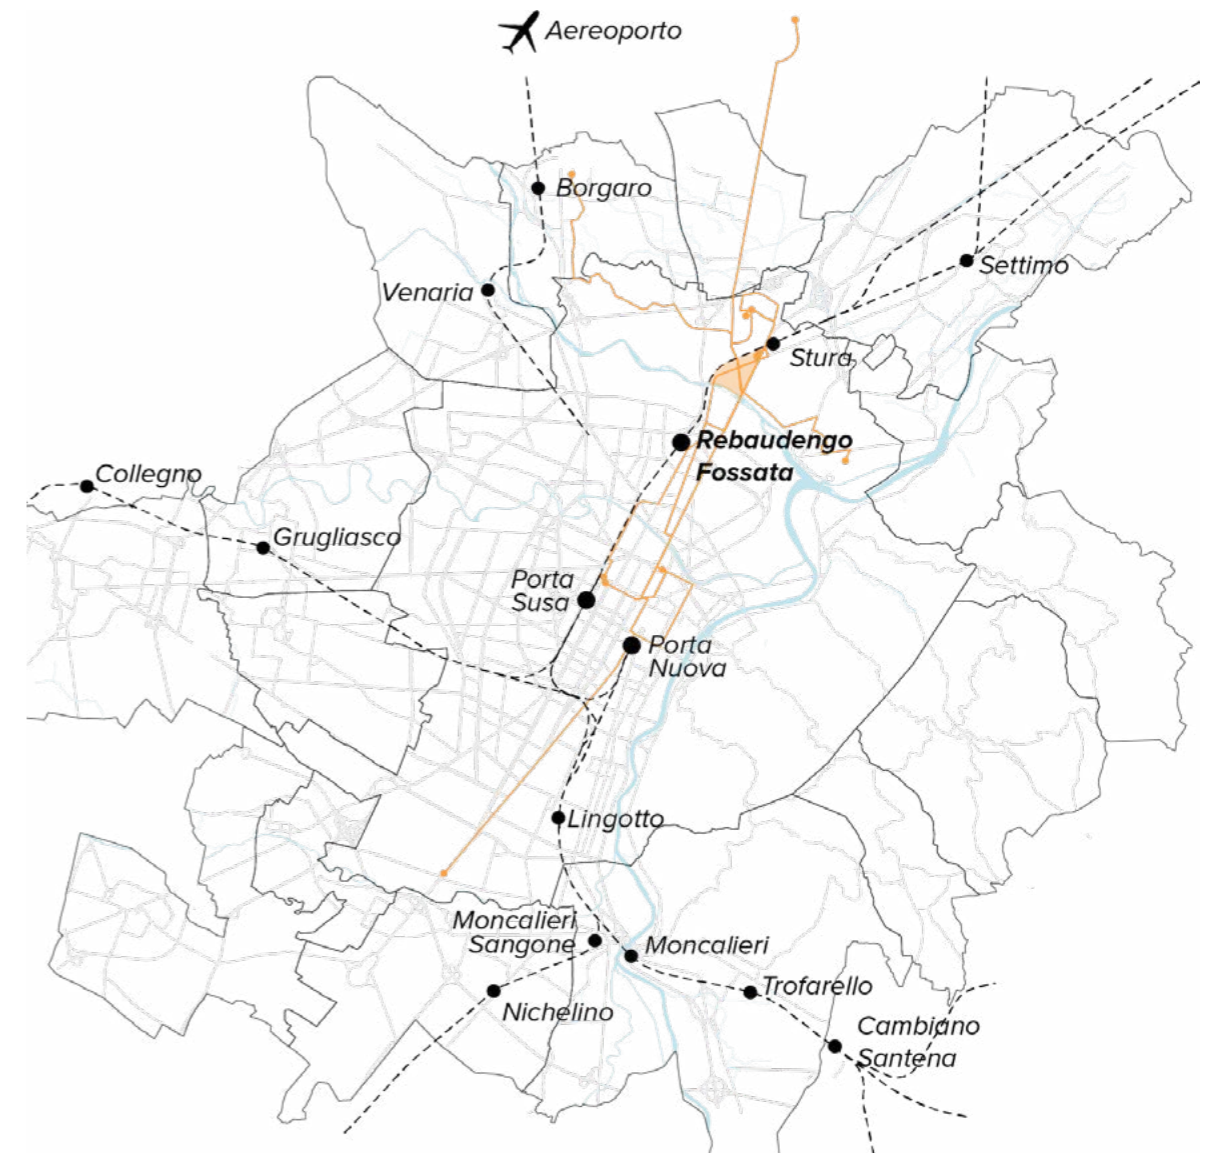 Aereoporto
Borgaro
Settimo
Venaria
Stura
Rebaudengo
Fossata
Collegno
Grugliasco
Porta
Susa
Porta
Nuova
Lingotto
Moncalieri
Sangone
Moncalieri
Trofarello
Nichelino
Cambiano
Santena